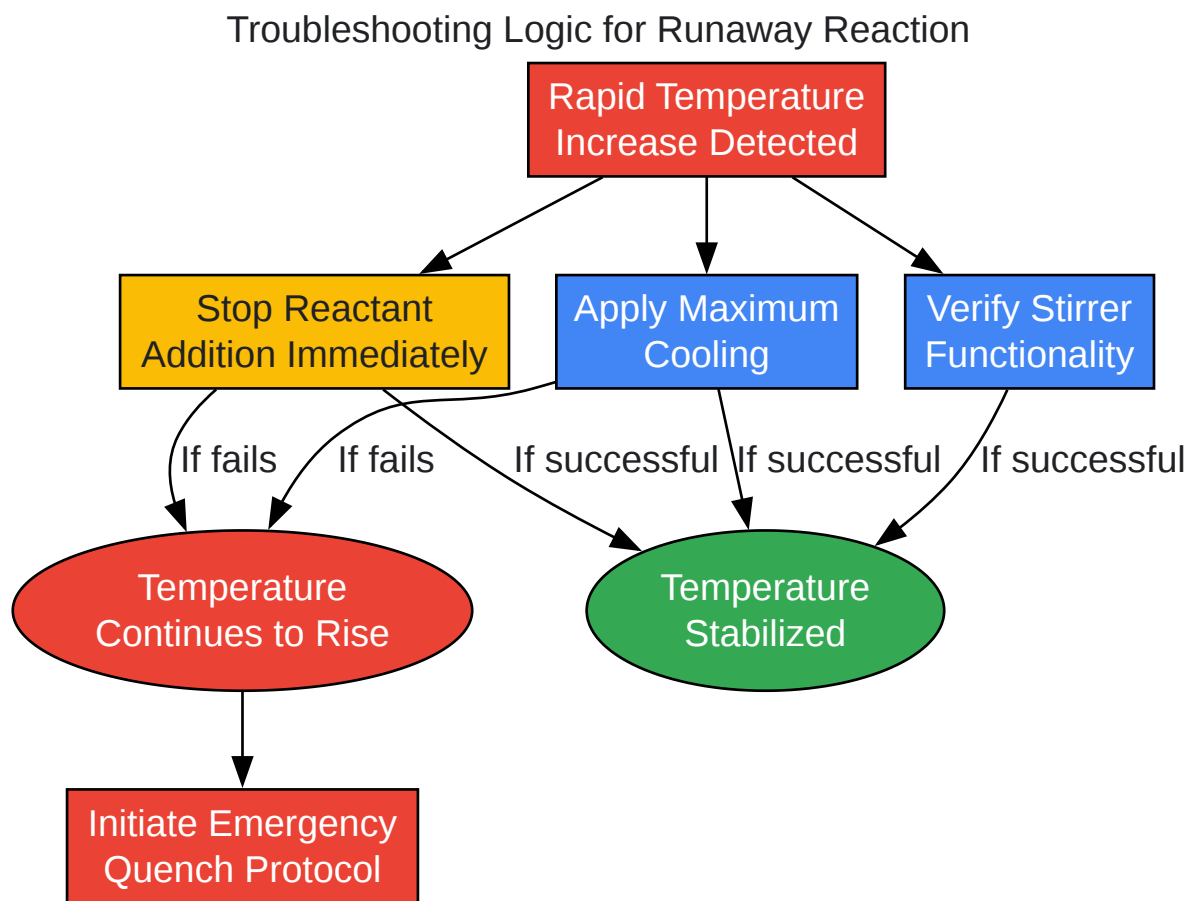 Troubleshooting Logic for Runaway Reaction
Rapid Temperature
Increase Detected
Stop Reactant
Addition Immediately
Apply Maximum
Cooling
Verify Stirrer
Functionality
If fails
If fails
If successful
If successful
If successful
Temperature
Continues to Rise
Temperature
Stabilized
Initiate Emergency
Quench Protocol